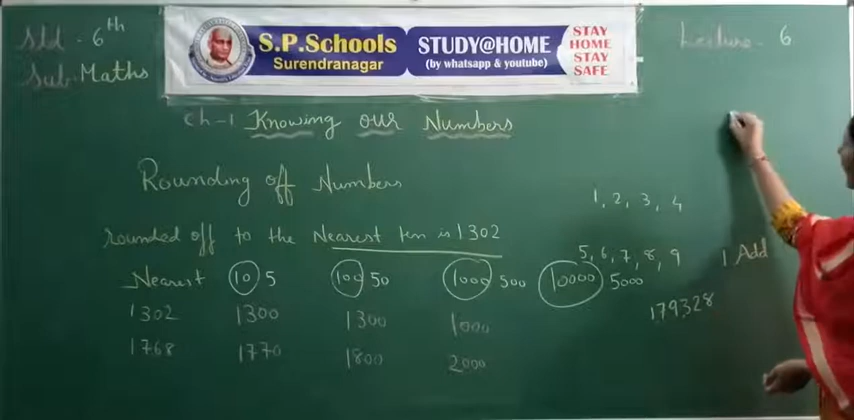 Std - 6th
Sub. Maths
S.P.Schools
Surendranagar
STUDY@HOME
(by whatsapp & youtube)
STAY
HOME
STAY
SAFE
Lecture - 6
Ch-1 Knowing our Numbers
Rounding off Numbers
1, 2, 3, 4
rounded off to the Nearest ten is 1302
5, 6, 7, 8, 9 1 Add
Nearest 10 5 100 50 1000 500 10000 5000
1302 1300 1300 1000 179328
1768 1770 1800 2000